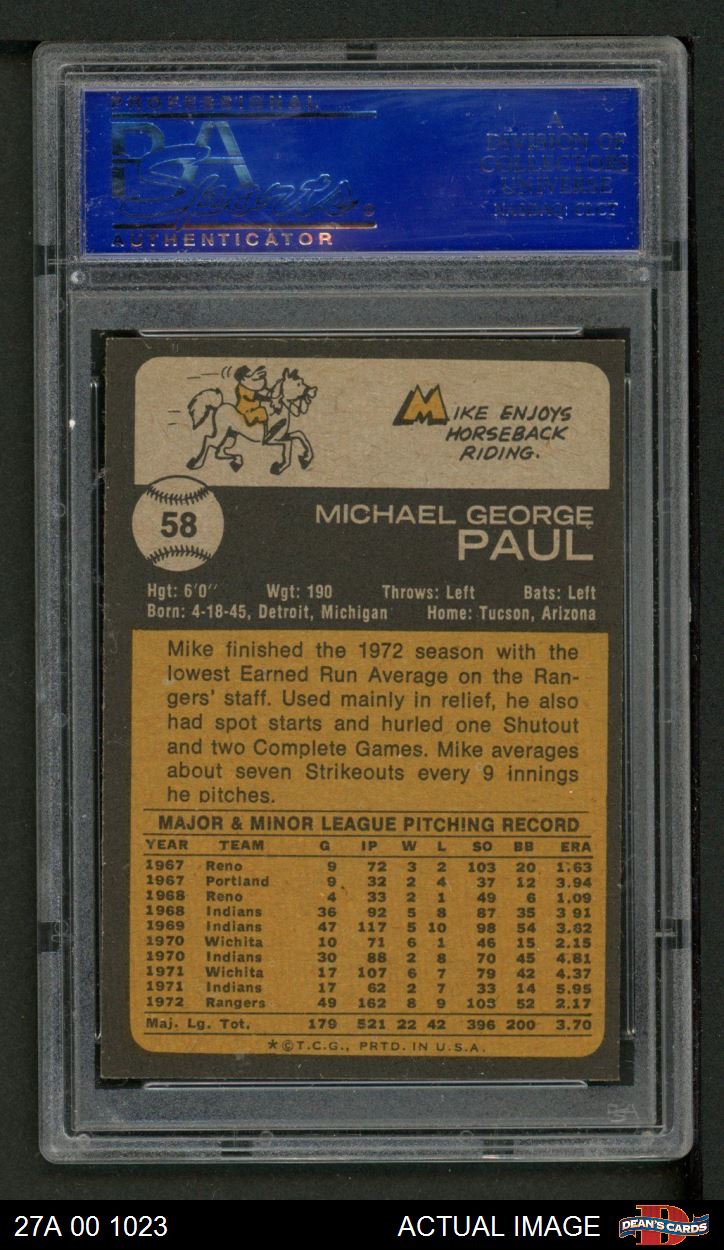 PROFESSIONAL
PSA
Sports
AUTHENTICATOR
A
DIVISION OF
COLLECTORS
UNIVERSE
NASDAQ: CLCT
MIKE ENJOYS
HORSEBACK
RIDING.
58
MICHAEL GEORGE
PAUL
Hgt: 6'0" Wgt: 190 Throws: Left Bats: Left
Born: 4-18-45, Detroit, Michigan Home: Tucson, Arizona
Mike finished the 1972 season with the
lowest Earned Run Average on the Ran-
gers' staff. Used mainly in relief, he also
had spot starts and hurled one Shutout
and two Complete Games. Mike averages
about seven Strikeouts every 9 innings
he pitches.
MAJOR & MINOR LEAGUE PITCHING RECORD
YEAR TEAM G IP W L SO BB ERA
1967 Reno 9 72 3 2 103 20 1.63
1967 Portland 9 32 2 4 37 12 3.94
1968 Reno 4 33 2 1 49 6 1.09
1968 Indians 36 92 5 8 87 35 3.91
1969 Indians 47 117 5 10 98 54 3.62
1970 Wichita 10 71 6 1 46 15 2.15
1970 Indians 30 88 2 8 70 45 4.81
1971 Wichita 17 107 6 7 79 42 4.37
1971 Indians 17 62 2 7 33 14 5.95
1972 Rangers 49 162 8 9 108 52 2.17
Maj. Lg. Tot. 179 521 22 42 396 200 3.70
*©T.C.G., PRTD. IN U.S.A.
PSA
27A 00 1023 ACTUAL IMAGE DEAN'S CARDS